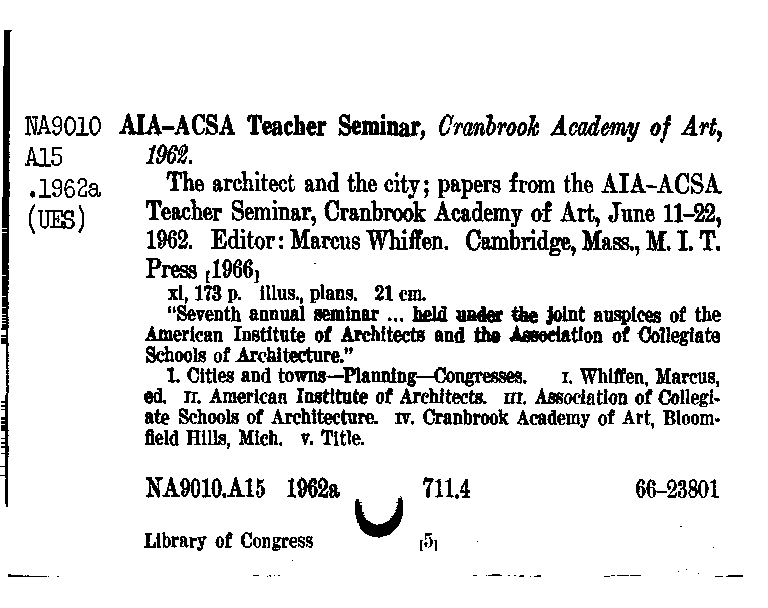 NA9010 AIA–ACSA Teacher Seminar, Cranbrook Academy of Art,
A15 1962.
.1962a The architect and the city; papers from the AIA–ACSA
(UES) Teacher Seminar, Cranbrook Academy of Art, June 11–22,
1962. Editor: Marcus Whiffen. Cambridge, Mass., M. I. T.
Press [1966]
xi, 173 p. illus., plans. 21 cm.
"Seventh annual seminar ... held under the joint auspices of the
American Institute of Architects and the Association of Collegiate
Schools of Architecture."
1. Cities and towns—Planning—Congresses. I. Whiffen, Marcus,
ed. II. American Institute of Architects. III. Association of Collegi-
ate Schools of Architecture. IV. Cranbrook Academy of Art, Bloom-
field Hills, Mich. V. Title.
NA9010.A15 1962a 711.4 66–23801
Library of Congress [5]